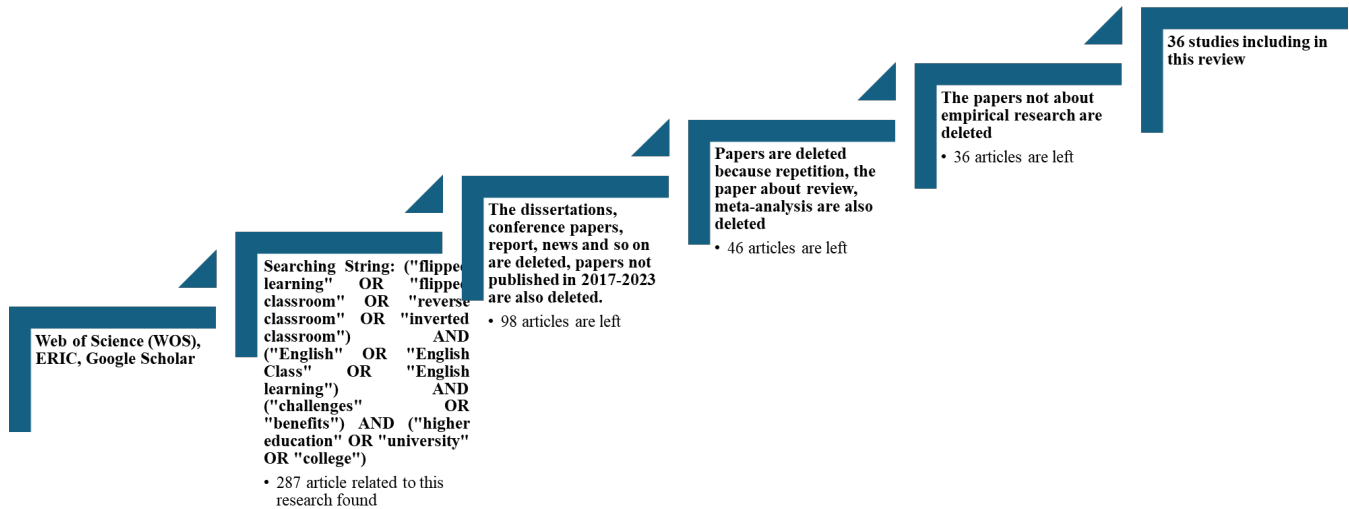 Web of Science (WOS),
ERIC, Google Scholar
Searching String: ("flipped
learning" OR "flipped
classroom" OR "reverse
classroom" OR "inverted
classroom") AND
("English" OR "English
Class" OR "English
learning") AND
("challenges" OR
"benefits") AND ("higher
education" OR "university"
OR "college")
• 287 article related to this
research found
The dissertations,
conference papers,
report, news and so on
are deleted, papers not
published in 2017-2023
are also deleted.
• 98 articles are left
Papers are deleted
because repetition, the
paper about review,
meta-analysis are also
deleted
• 46 articles are left
The papers not about
empirical research are
deleted
• 36 articles are left
36 studies including in
this review